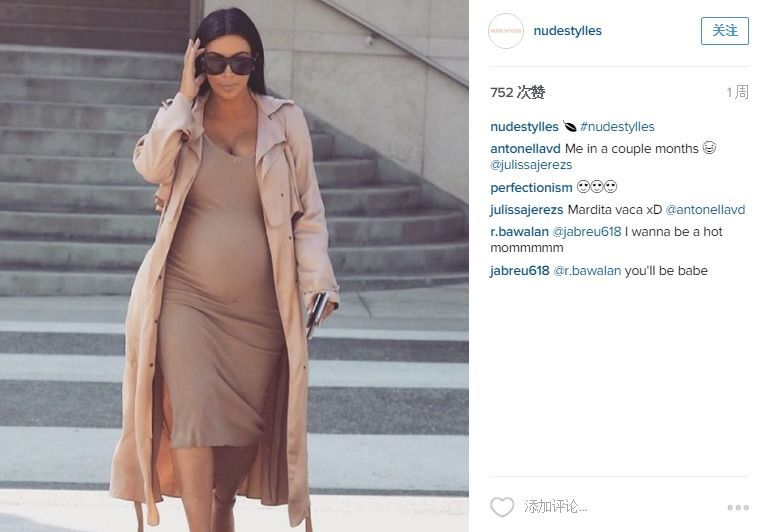 NUDE STYLES
nudestylles
关注
752 次赞
1 周
nudestylles #nudestylles
antonellavd Me in a couple months 😂
@julissajerezs
perfectionism 😍😍😍
julissajerezs Mardita vaca xD @antonellavd
r.bawalan @jabreu618 I wanna be a hot
mommmmm
jabreu618 @r.bawalan you'll be babe
添加评论...